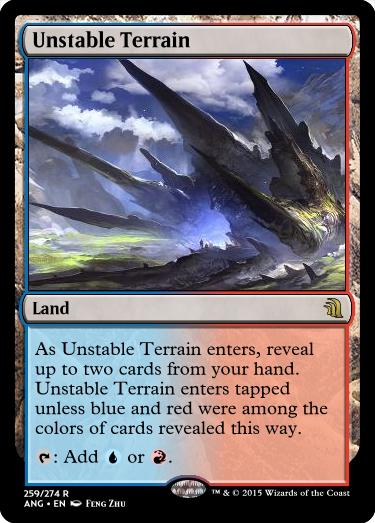 Unstable Terrain
Land
As Unstable Terrain enters, reveal
up to two cards from your hand.
Unstable Terrain enters tapped
unless blue and red were among the
colors of cards revealed this way.
: Add or .
259/274 R
ANG • EN Feng Zhu
™ & © 2015 Wizards of the Coast